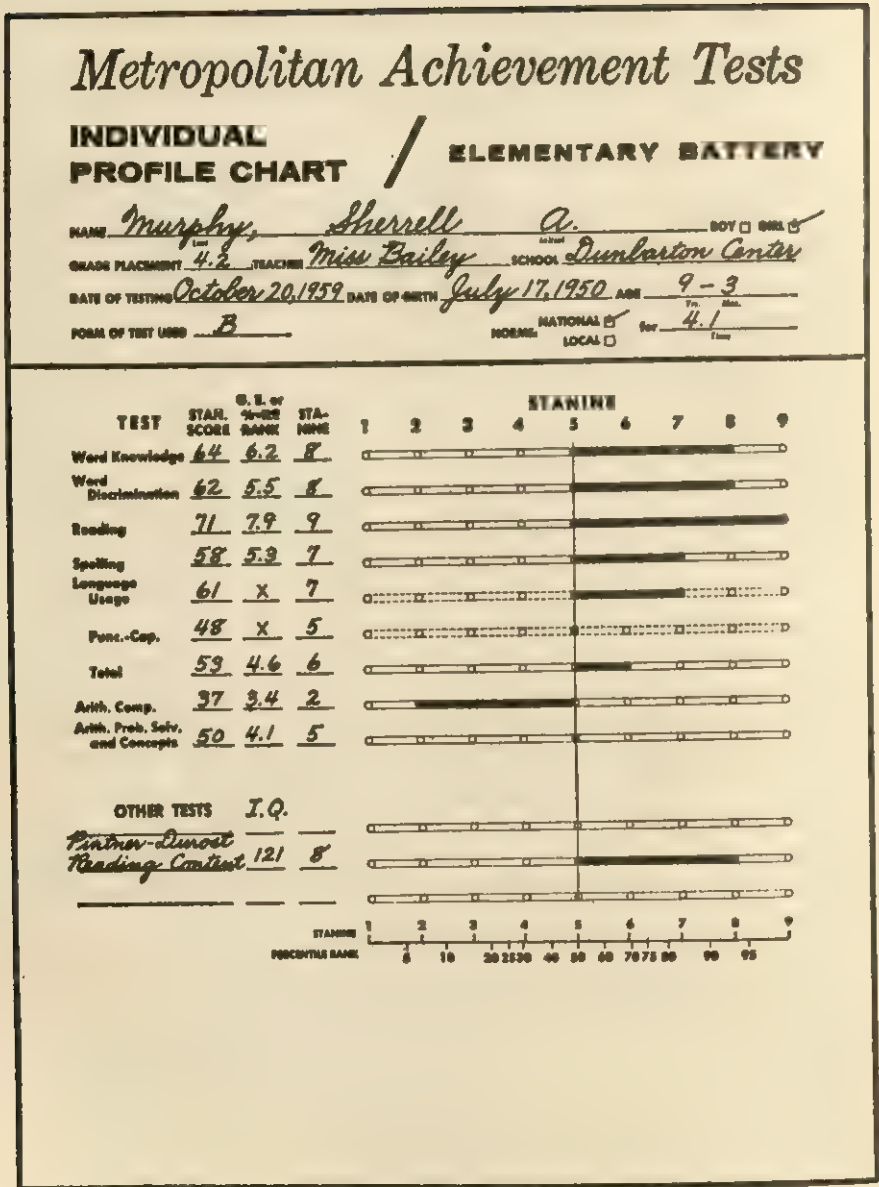 Metropolitan Achievement Tests
INDIVIDUAL PROFILE CHART / ELEMENTARY BATTERY
NAME Murphy, Sherrell A. BOY GIRL
Last Initial
GRADE PLACEMENT 4.2 TEACHER Miss Bailey SCHOOL Dunbarton Center
DATE OF TESTING October 20, 1959 DATE OF BIRTH July 17, 1950 AGE 9-3
Yrs. Mos.
FORM OF TEST USED B NORMS: NATIONAL LOCAL for 4.1
TEST STAN. SCORE G. E. or %-ILE RANK STA-NINE STANINE
1 2 3 4 5 6 7 8 9
Word Knowledge 64 6.2 8
Word Discrimination 62 5.5 8
Reading 71 7.9 9
Spelling 58 5.3 7
Language Usage 61 X 7
Punc.-Cap. 48 X 5
Total 53 4.6 6
Arith. Comp. 37 3.4 2
Arith. Prob. Solv. and Concepts 50 4.1 5
OTHER TESTS I.Q.
Pintner-Durost
Reading Content 121 8
STANINE 1 2 3 4 5 6 7 8 9
PERCENTILE RANK 5 10 20 25 30 40 50 60 70 75 80 90 95